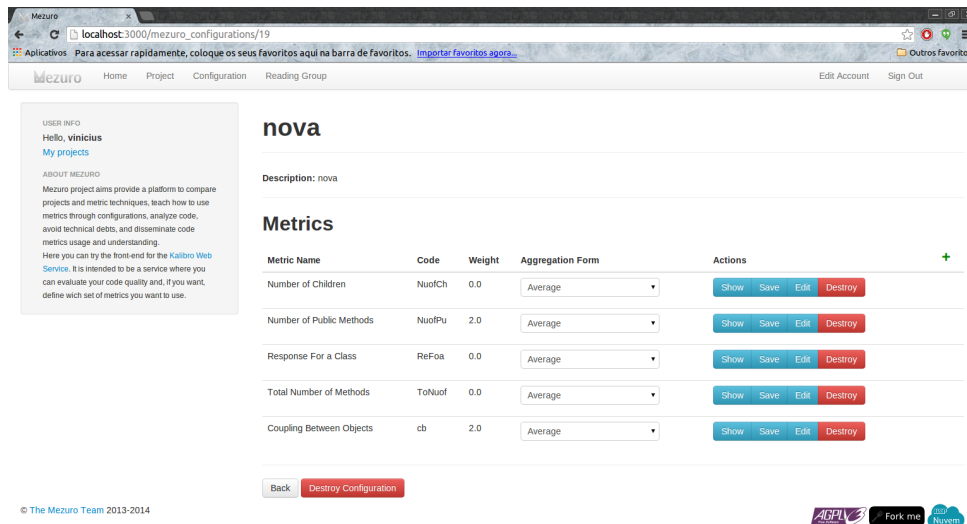 Mezuro
localhost:3000/mezuro_configurations/19
Aplicativos Para acessar rapidamente, coloque os seus favoritos aqui na barra de favoritos. Importar favoritos agora...
Outros favorito
Mezuro Home Project Configuration Reading Group Edit Account Sign Out
USER INFO
Hello, vinicius
My projects
ABOUT MEZURO
Mezuro project aims provide a platform to compare
projects and metric techniques, teach how to use
metrics through configurations, analyze code,
avoid technical debts, and disseminate code
metrics usage and understanding.
Here you can try the front-end for the Kalibro Web
Service. It is intended to be a service where you
can evaluate your code quality and, if you want,
define wich set of metrics you want to use.
nova
Description: nova
Metrics
Metric Name Code Weight Aggregation Form Actions +
Number of Children NuofCh 0.0 Average Show Save Edit Destroy
Number of Public Methods NuofPu 2.0 Average Show Save Edit Destroy
Response For a Class ReFoa 0.0 Average Show Save Edit Destroy
Total Number of Methods ToNuof 0.0 Average Show Save Edit Destroy
Coupling Between Objects cb 2.0 Average Show Save Edit Destroy
Back Destroy Configuration
© The Mezuro Team 2013-2014
AGPLv3
Fork me
Nuvem